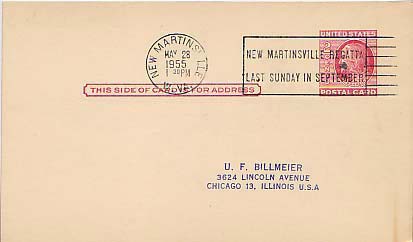 NEW MARTINSVILLE
MAY 28
1955
1 30 PM
W. VA.
NEW MARTINSVILLE REGATTA
LAST SUNDAY IN SEPTEMBER
UNITED STATES
POSTAL CARD
THIS SIDE OF CARD IS FOR ADDRESS
U. F. BILLMEIER
3624 LINCOLN AVENUE
CHICAGO 13, ILLINOIS U.S.A